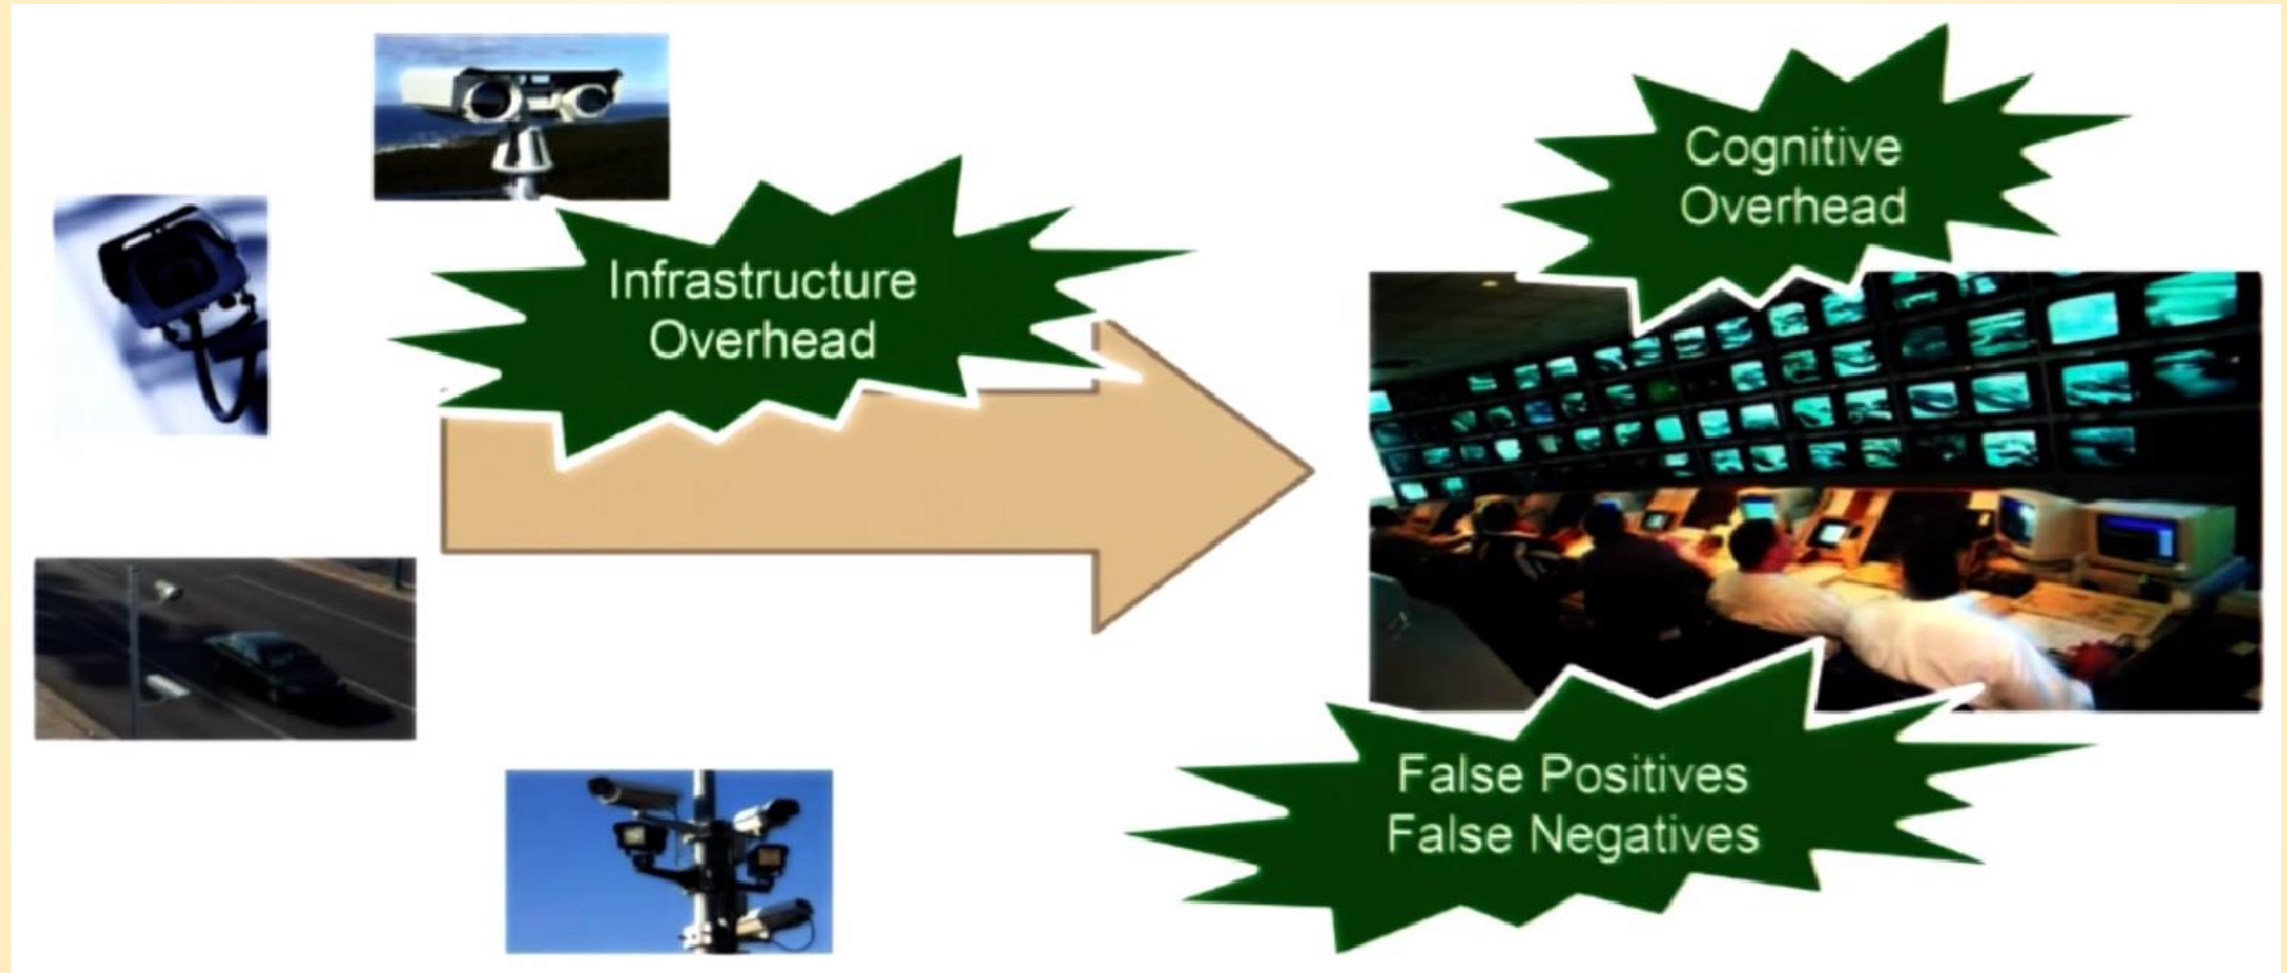 Infrastructure
Overhead
Cognitive
Overhead
False Positives
False Negatives